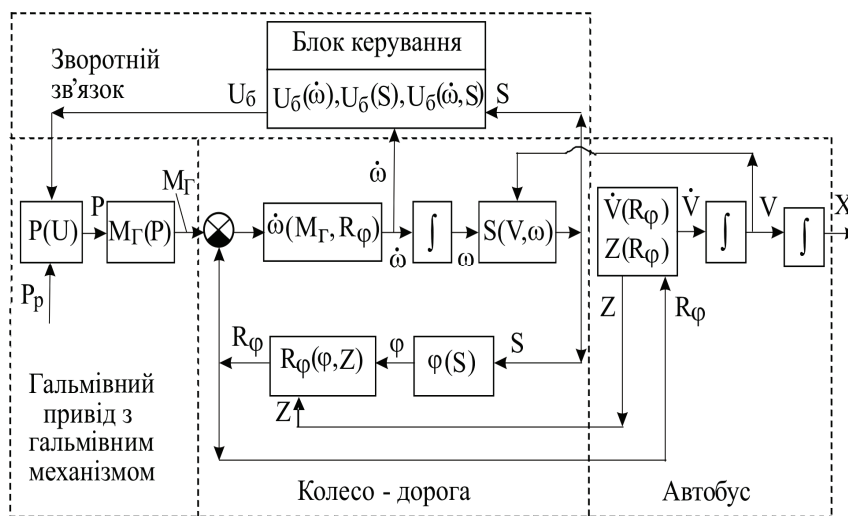 Блок керування
Зворотній
зв'язок
Uб
Uб(ω̇),Uб(S),Uб(ω̇,S)
S
ω̇
MГ
P(U)
P
MГ(P)
ω̇(MГ, Rφ)
ω̇
∫
ω
S(V,ω)
V̇(Rφ)
Z(Rφ)
V̇
∫
V
∫
X
Pр
Z
Rφ
Rφ
Rφ(φ,Z)
φ
φ(S)
S
Z
Гальмівний
привід з
гальмівним
механізмом
Колесо - дорога
Автобус